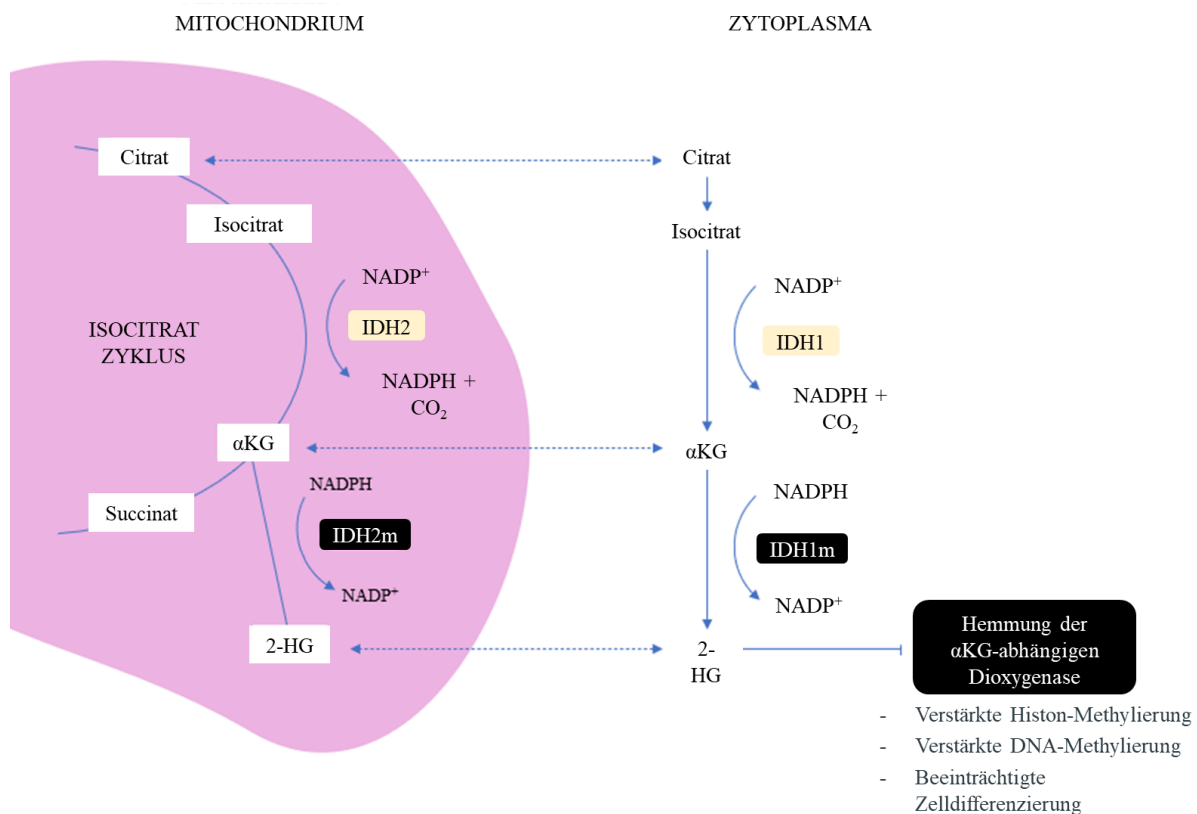 MITOCHONDRIUM
ZYTOPLASMA
Citrat
Isocitrat
NADP⁺
ISOCITRAT
ZYKLUS
IDH2
NADPH +
CO₂
αKG
NADPH
Succinat
IDH2m
NADP⁺
2-HG
Citrat
Isocitrat
NADP⁺
IDH1
NADPH +
CO₂
αKG
NADPH
IDH1m
NADP⁺
2-
HG
Hemmung der
αKG-abhängigen
Dioxygenase
- Verstärkte Histon-Methylierung
- Verstärkte DNA-Methylierung
- Beeinträchtigte
Zelldifferenzierung